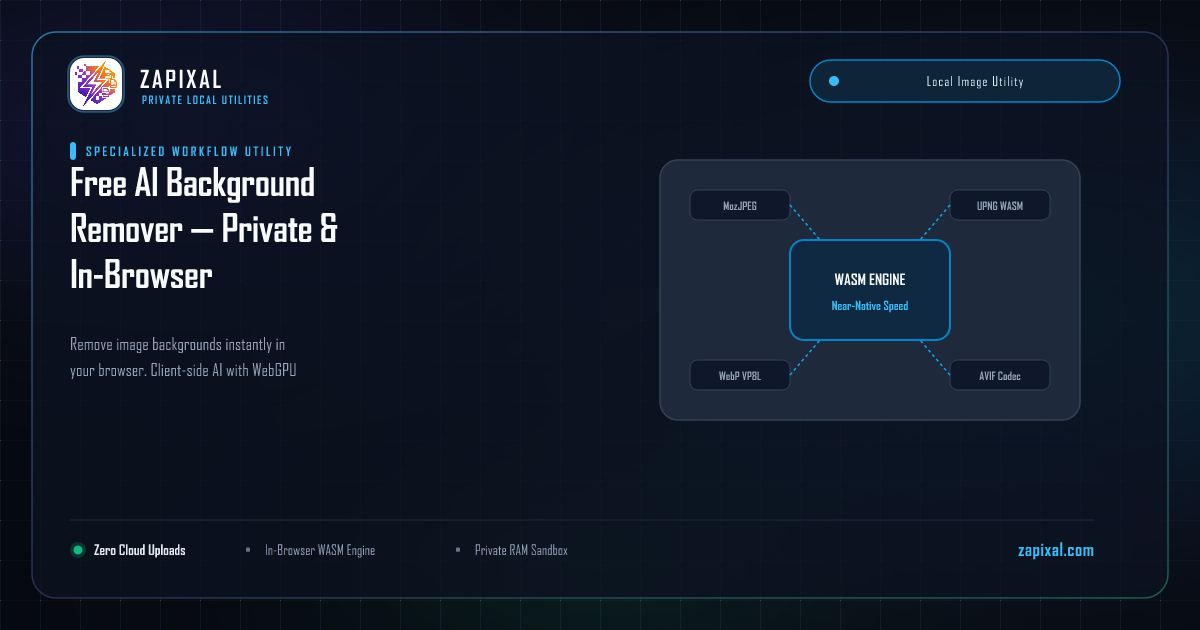 ZAPIXAL
PRIVATE LOCAL UTILITIES
Local Image Utility
SPECIALIZED WORKFLOW UTILITY
Free AI Background
Remover — Private &
In-Browser
Remove image backgrounds instantly in
your browser. Client-side AI with WebGPU
MozJPEG
UPNG WASM
WASM ENGINE
Near-Native Speed
WebP VP8L
AVIF Codec
Zero Cloud Uploads
In-Browser WASM Engine
Private RAM Sandbox
zapixal.com